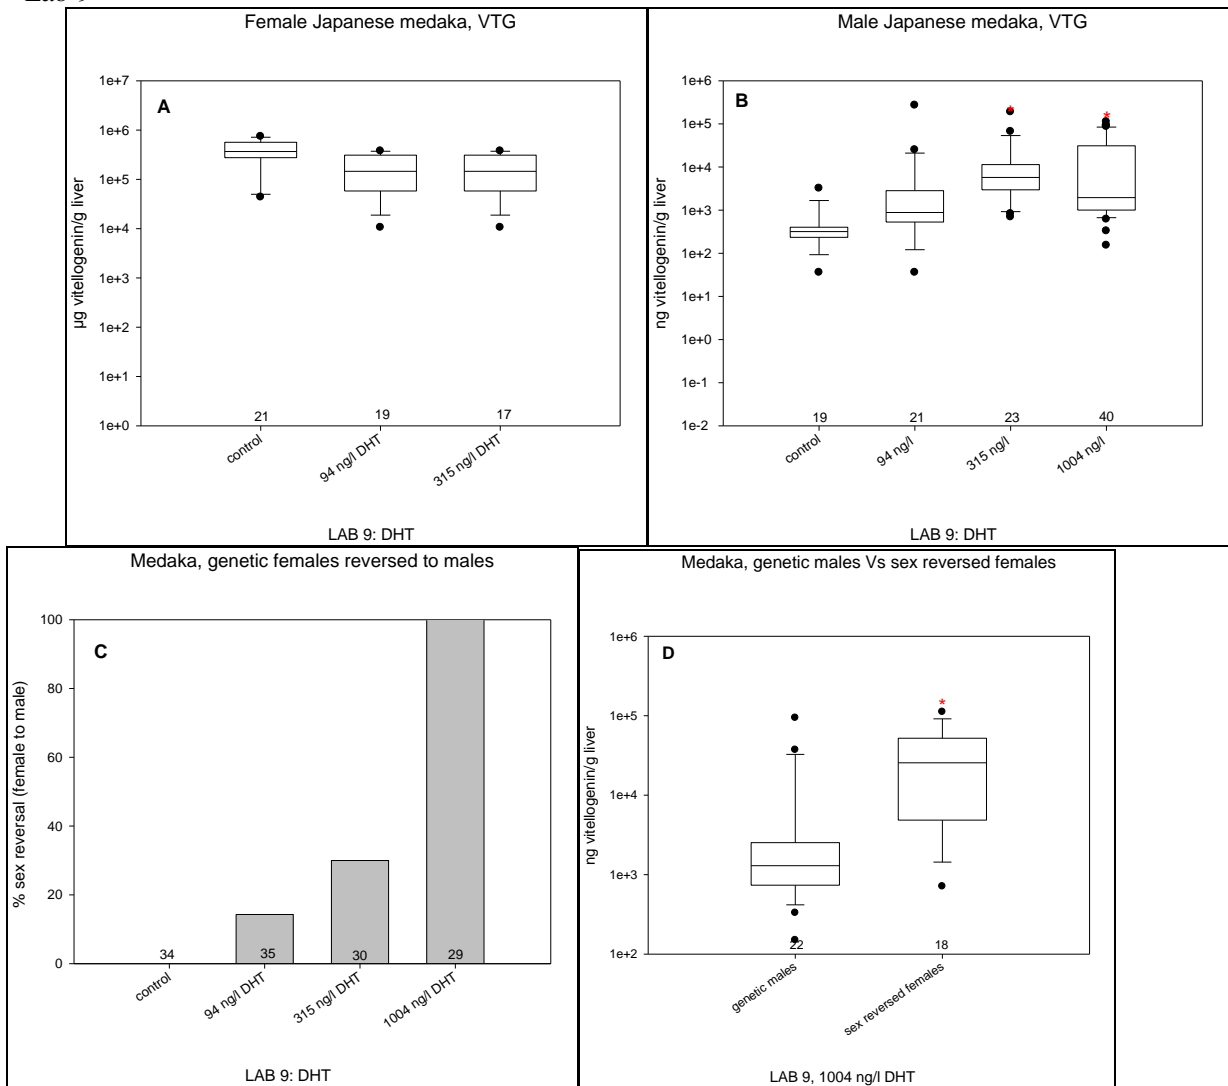 Female Japanese medaka, VTG
A
µg vitellogenin/g liver
1e+7
1e+6
1e+5
1e+4
1e+3
1e+2
1e+1
1e+0
21
19
17
control
94 ng/l DHT
315 ng/l DHT
LAB 9: DHT
Male Japanese medaka, VTG
B
ng vitellogenin/g liver
1e+6
1e+5
1e+4
1e+3
1e+2
1e+1
1e+0
1e-1
1e-2
*
*
19
21
23
40
control
94 ng/l
315 ng/l
1004 ng/l
LAB 9: DHT
Medaka, genetic females reversed to males
C
% sex reversal (female to male)
100
80
60
40
20
0
34
35
30
29
control
94 ng/l DHT
315 ng/l DHT
1004 ng/l DHT
LAB 9: DHT
Medaka, genetic males Vs sex reversed females
D
ng vitellogenin/g liver
1e+6
1e+5
1e+4
1e+3
1e+2
*
22
18
genetic males
sex reversed females
LAB 9, 1004 ng/l DHT